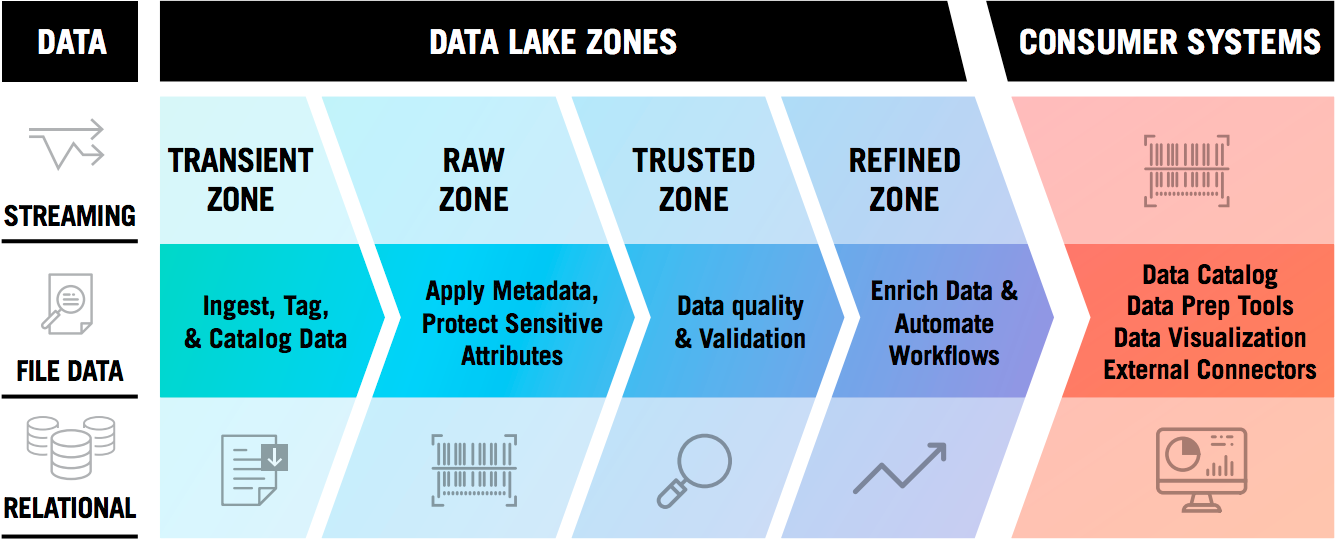 DATA
DATA LAKE ZONES
CONSUMER SYSTEMS
STREAMING
FILE DATA
RELATIONAL
TRANSIENT
ZONE
Ingest, Tag,
& Catalog Data
RAW
ZONE
Apply Metadata,
Protect Sensitive
Attributes
TRUSTED
ZONE
Data quality
& Validation
REFINED
ZONE
Enrich Data &
Automate
Workflows
Data Catalog
Data Prep Tools
Data Visualization
External Connectors